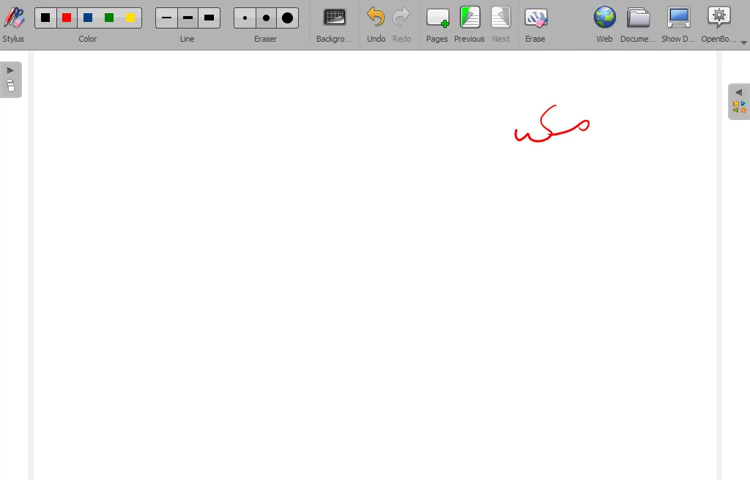 Stylus
Color
Line
Eraser
Backgro...
Undo
Redo
Pages
Previous
Next
Erase
Web
Docume...
Show D...
OpenBo...